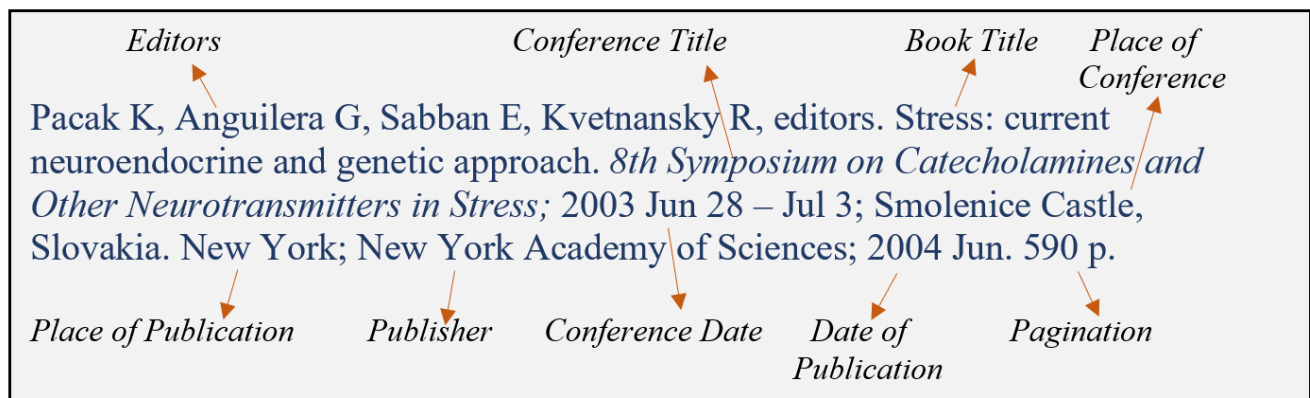 Editors Conference Title Book Title Place of
Conference
Pacak K, Anguilera G, Sabban E, Kvetnansky R, editors. Stress: current
neuroendocrine and genetic approach. 8th Symposium on Catecholamines and
Other Neurotransmitters in Stress; 2003 Jun 28 – Jul 3; Smolenice Castle,
Slovakia. New York; New York Academy of Sciences; 2004 Jun. 590 p.
Place of Publication Publisher Conference Date Date of Pagination
Publication